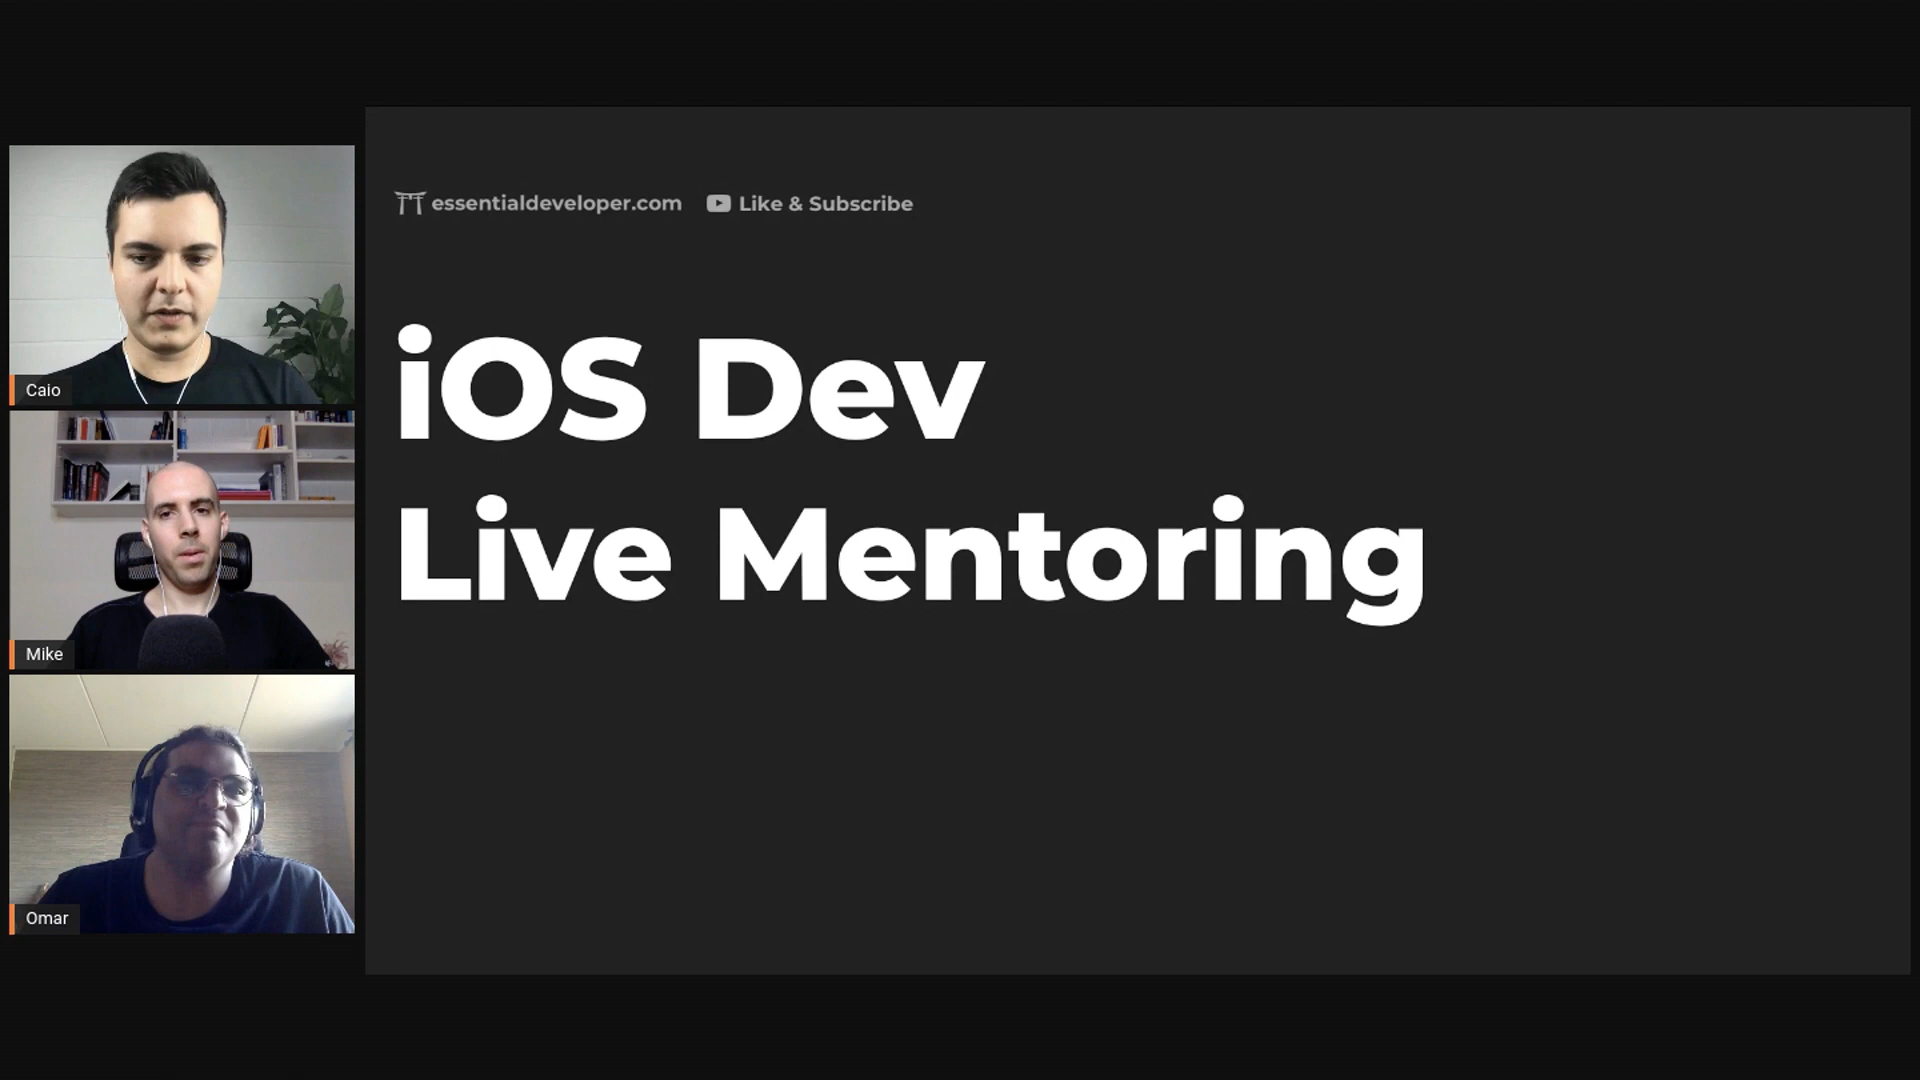 essentialdeveloper.com Like & Subscribe
iOS Dev
Live Mentoring
Caio
Mike
Omar